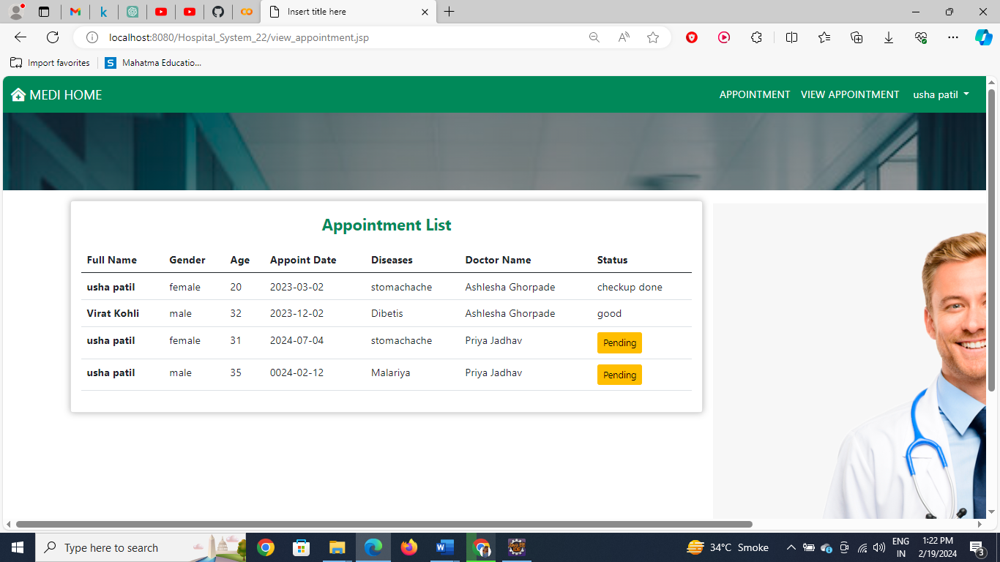 Insert title here
localhost:8080/Hospital_System_22/view_appointment.jsp
Import favorites
Mahatma Educatio...
MEDI HOME
APPOINTMENT
VIEW APPOINTMENT
usha patil
Appointment List
Full Name Gender Age Appoint Date Diseases Doctor Name Status
usha patil female 20 2023-03-02 stomachache Ashlesha Ghorpade checkup done
Virat Kohli male 32 2023-12-02 Dibetis Ashlesha Ghorpade good
usha patil female 31 2024-07-04 stomachache Priya Jadhav Pending
usha patil male 35 0024-02-12 Malariya Priya Jadhav Pending
Type here to search
34°C Smoke
ENG
IN
1:22 PM
2/19/2024
3